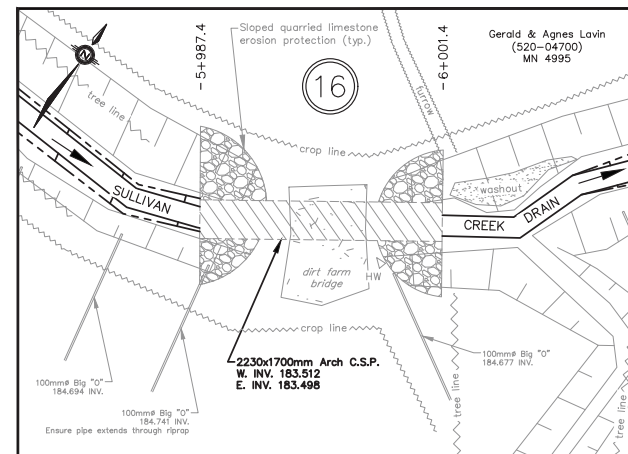 Sloped quarried limestone
erosion protection (typ.)
5+987.4
6+001.4
Gerald & Agnes Lavin
(520-04700)
MN 4995
N
16
tree line
furrow
crop line
SULLIVAN
washout
CREEK
DRAIN
dirt farm
bridge
HW
crop line
2230x1700mm Arch C.S.P.
W. INV. 183.512
E. INV. 183.498
100mmø Big "O"
184.677 INV.
100mmø Big "O"
184.694 INV.
100mmø Big "O"
184.741 INV.
Ensure pipe extends through riprap
tree line
tree line